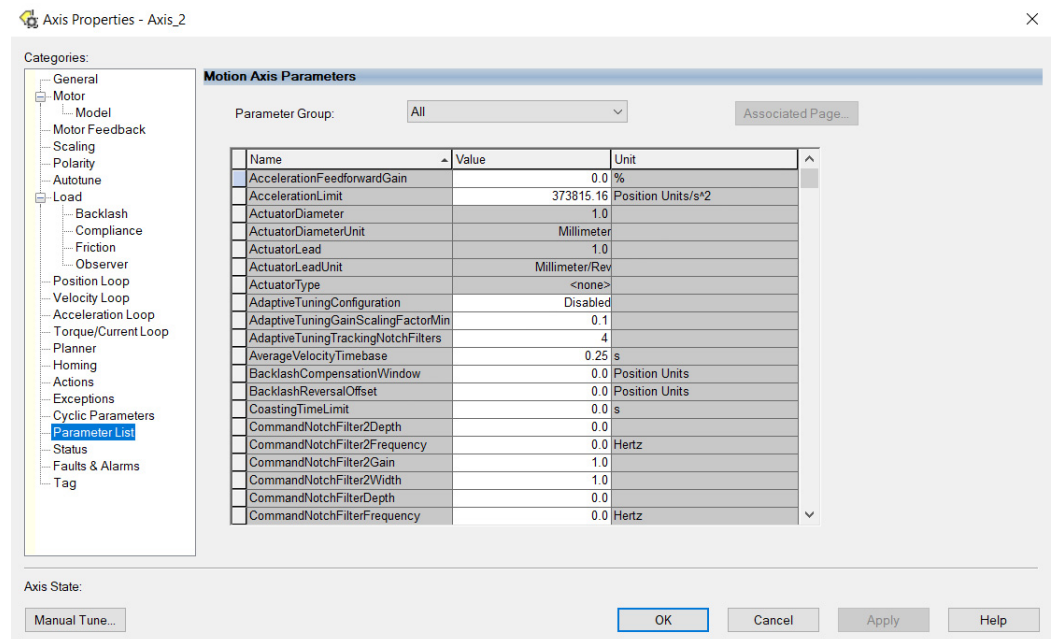 Axis Properties - Axis_2
Categories:
General
Motor
Model
Motor Feedback
Scaling
Polarity
Autotune
Load
Backlash
Compliance
Friction
Observer
Position Loop
Velocity Loop
Acceleration Loop
Torque/Current Loop
Planner
Homing
Actions
Exceptions
Cyclic Parameters
Parameter List
Status
Faults & Alarms
Tag
Motion Axis Parameters
Parameter Group: All Associated Page...
Name Value Unit
AccelerationFeedforwardGain 0.0 %
AccelerationLimit 373815.16 Position Units/s^2
ActuatorDiameter 1.0
ActuatorDiameterUnit Millimeter
ActuatorLead 1.0
ActuatorLeadUnit Millimeter/Rev
ActuatorType <none>
AdaptiveTuningConfiguration Disabled
AdaptiveTuningGainScalingFactorMin 0.1
AdaptiveTuningTrackingNotchFilters 4
AverageVelocityTimebase 0.25 s
BacklashCompensationWindow 0.0 Position Units
BacklashReversalOffset 0.0 Position Units
CoastingTimeLimit 0.0 s
CommandNotchFilter2Depth 0.0
CommandNotchFilter2Frequency 0.0 Hertz
CommandNotchFilter2Gain 1.0
CommandNotchFilter2Width 1.0
CommandNotchFilterDepth 0.0
CommandNotchFilterFrequency 0.0 Hertz
Axis State:
Manual Tune... OK Cancel Apply Help